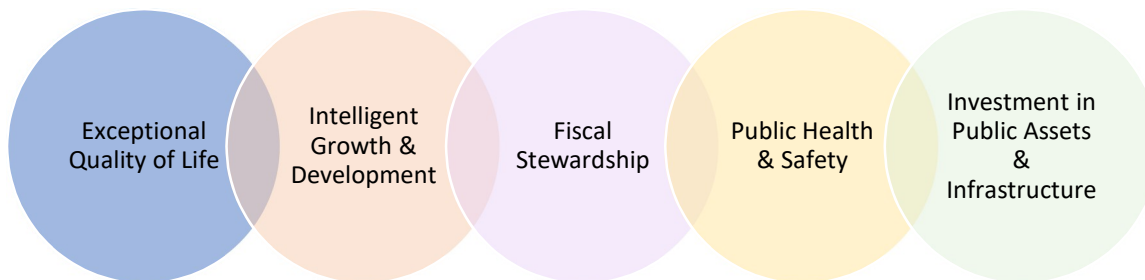 Exceptional
Quality of Life
Intelligent
Growth &
Development
Fiscal
Stewardship
Public Health
& Safety
Investment in
Public Assets
&
Infrastructure